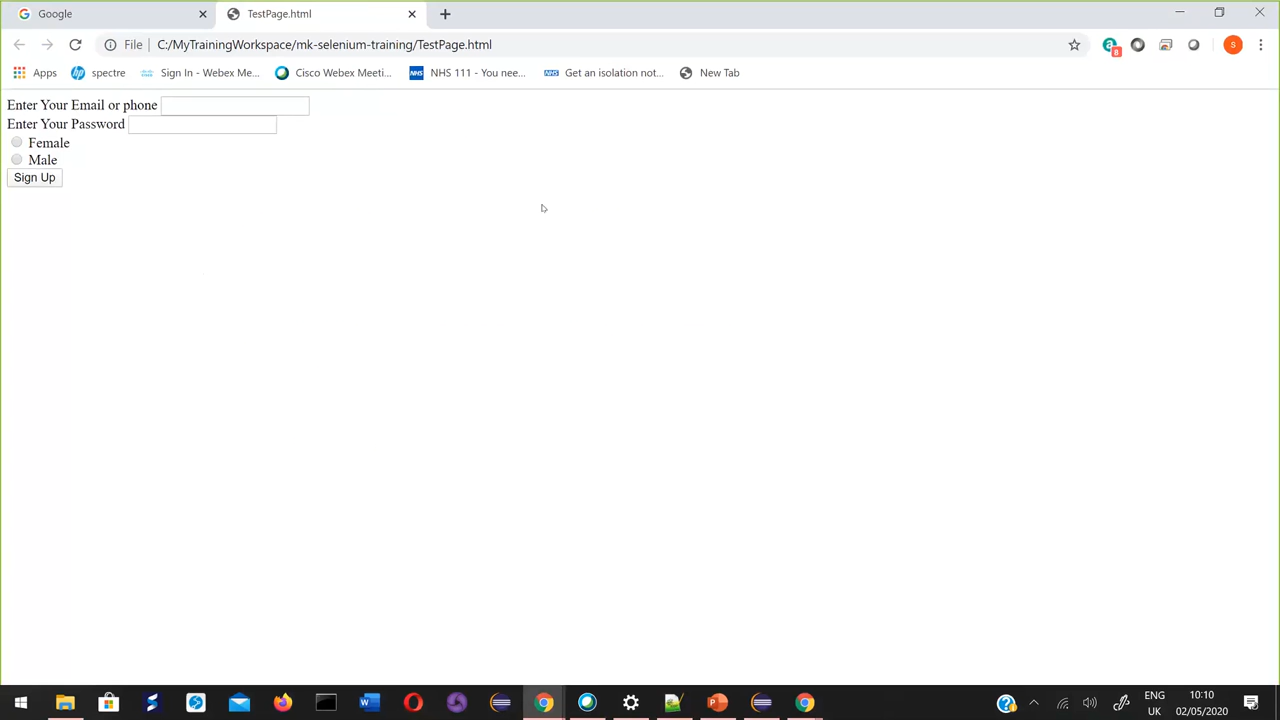 Google
TestPage.html
File
C:/MyTrainingWorkspace/mk-selenium-training/TestPage.html
8
S
Apps
spectre
Sign In - Webex Me...
Cisco Webex Meeti...
NHS 111 - You nee...
Get an isolation not...
New Tab
Enter Your Email or phone
Enter Your Password
Female
Male
Sign Up
ENG
UK
10:10
02/05/2020